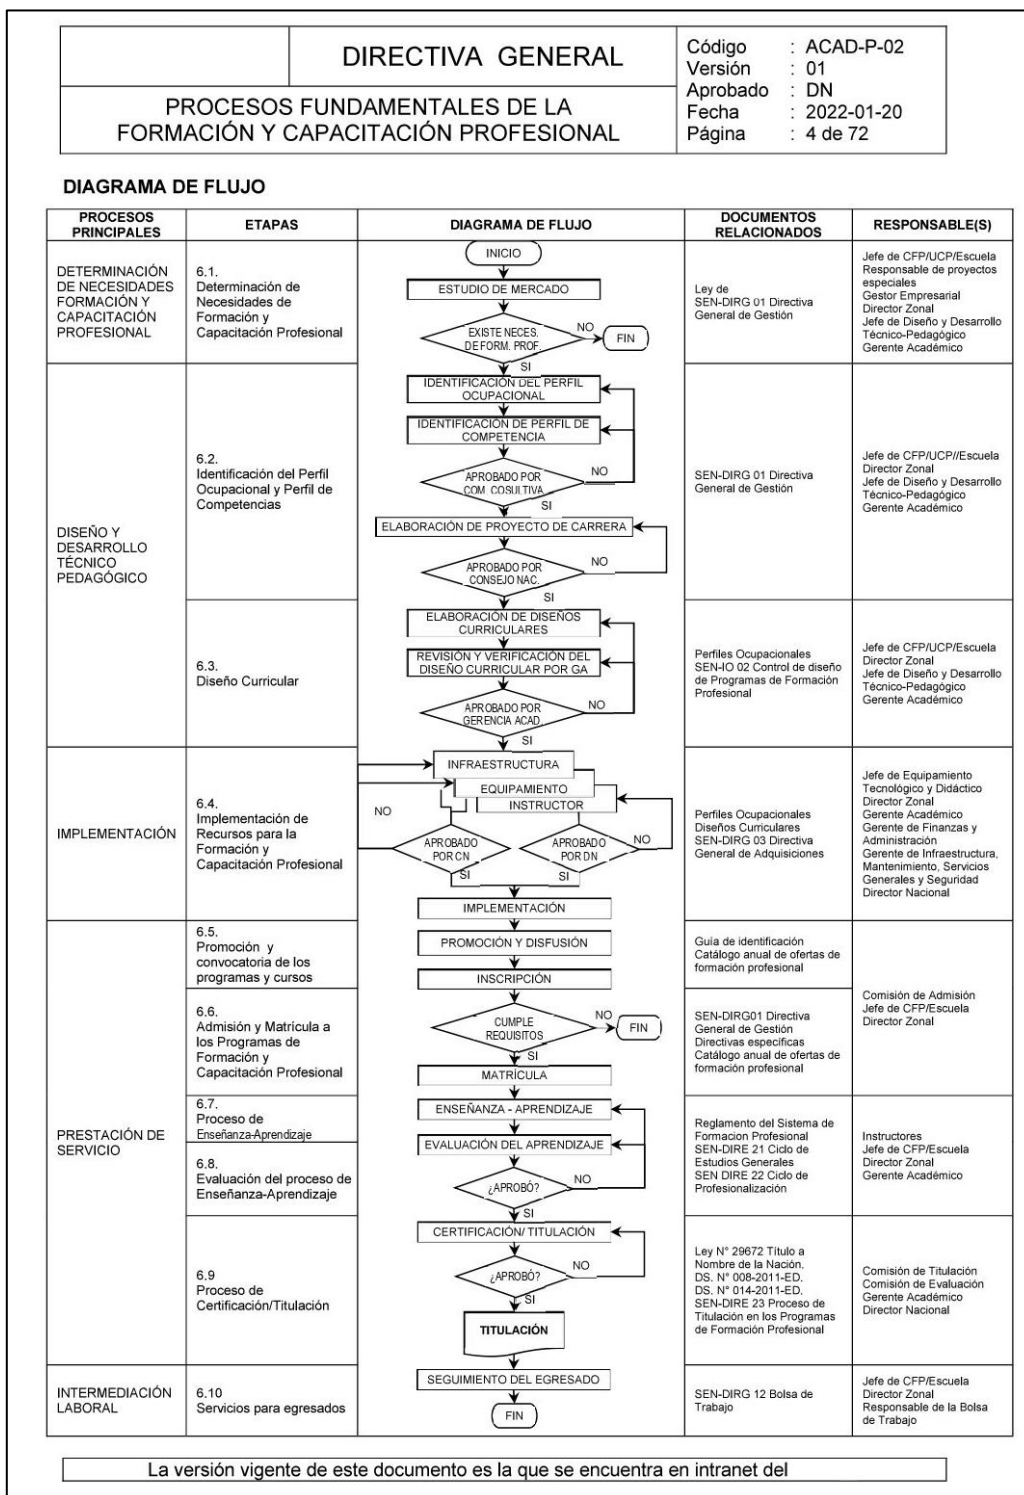 DIRECTIVA GENERAL
PROCESOS FUNDAMENTALES DE LA
FORMACIÓN Y CAPACITACIÓN PROFESIONAL
Código : ACAD-P-02
Versión : 01
Aprobado : DN
Fecha : 2022-01-20
Página : 4 de 72
DIAGRAMA DE FLUJO
PROCESOS
PRINCIPALES
ETAPAS
DIAGRAMA DE FLUJO
DOCUMENTOS
RELACIONADOS
RESPONSABLE(S)
DETERMINACIÓN
DE NECESIDADES
FORMACIÓN Y
CAPACITACIÓN
PROFESIONAL
6.1.
Determinación de
Necesidades de
Formación y
Capacitación Profesional
INICIO
ESTUDIO DE MERCADO
EXISTE NECES.
DE FORM. PROF.
NO
FIN
SI
Ley de
SEN-DIRG 01 Directiva
General de Gestión
Jefe de CFP/UCP/Escuela
Responsable de proyectos
especiales
Gestor Empresarial
Director Zonal
Jefe de Diseño y Desarrollo
Técnico-Pedagógico
Gerente Académico
DISEÑO Y
DESARROLLO
TÉCNICO
PEDAGÓGICO
6.2.
Identificación del Perfil
Ocupacional y Perfil de
Competencias
IDENTIFICACIÓN DEL PERFIL
OCUPACIONAL
IDENTIFICACIÓN DE PERFIL DE
COMPETENCIA
APROBADO POR
COM. COSULTIVA
NO
SI
ELABORACIÓN DE PROYECTO DE CARRERA
APROBADO POR
CONSEJO NAC.
NO
SI
SEN-DIRG 01 Directiva
General de Gestión
Jefe de CFP/UCP//Escuela
Director Zonal
Jefe de Diseño y Desarrollo
Técnico-Pedagógico
Gerente Académico
6.3.
Diseño Curricular
ELABORACIÓN DE DISEÑOS
CURRICULARES
REVISIÓN Y VERIFICACIÓN DEL
DISEÑO CURRICULAR POR GA
APROBADO POR
GERENCIA ACAD.
NO
SI
Perfiles Ocupacionales
SEN-IO 02 Control de diseño
de Programas de Formación
Profesional
Jefe de CFP/UCP/Escuela
Director Zonal
Jefe de Diseño y Desarrollo
Técnico-Pedagógico
Gerente Académico
IMPLEMENTACIÓN
6.4.
Implementación de
Recursos para la
Formación y
Capacitación Profesional
INFRAESTRUCTURA
EQUIPAMIENTO
INSTRUCTOR
NO
APROBADO
POR CN
APROBADO
POR DN
NO
SI
SI
IMPLEMENTACIÓN
Perfiles Ocupacionales
Diseños Curriculares
SEN-DIRG 03 Directiva
General de Adquisiciones
Jefe de Equipamiento
Tecnológico y Didáctico
Director Zonal
Gerente Académico
Gerente de Finanzas y
Administración
Gerente de Infraestructura,
Mantenimiento, Servicios
Generales y Seguridad
Director Nacional
PRESTACIÓN DE
SERVICIO
6.5.
Promoción y
convocatoria de los
programas y cursos
PROMOCIÓN Y DISFUSIÓN
INSCRIPCIÓN
Guía de identificación
Catálogo anual de ofertas de
formación profesional
Comisión de Admisión
Jefe de CFP/Escuela
Director Zonal
6.6.
Admisión y Matrícula a
los Programas de
Formación y
Capacitación Profesional
CUMPLE
REQUISITOS
NO
FIN
SI
MATRÍCULA
SEN-DIRG01 Directiva
General de Gestión
Directivas específicas
Catálogo anual de ofertas de
formación profesional
6.7.
Proceso de
Enseñanza-Aprendizaje
ENSEÑANZA - APRENDIZAJE
6.8.
Evaluación del proceso de
Enseñanza-Aprendizaje
EVALUACIÓN DEL APRENDIZAJE
¿APROBÓ?
NO
SI
Reglamento del Sistema de
Formacion Profesional
SEN-DIRE 21 Ciclo de
Estudios Generales
SEN DIRE 22 Ciclo de
Profesionalización
Instructores
Jefe de CFP/Escuela
Director Zonal
Gerente Académico
6.9
Proceso de
Certificación/Titulación
CERTIFICACIÓN/ TITULACIÓN
¿APROBÓ?
NO
SI
TITULACIÓN
Ley N° 29672 Título a
Nombre de la Nación,
DS. N° 008-2011-ED,
DS. N° 014-2011-ED,
SEN-DIRE 23 Proceso de
Titulación en los Programas
de Formación Profesional
Comisión de Titulación
Comisión de Evaluación
Gerente Académico
Director Nacional
INTERMEDIACIÓN
LABORAL
6.10
Servicios para egresados
SEGUIMIENTO DEL EGRESADO
FIN
SEN-DIRG 12 Bolsa de
Trabajo
Jefe de CFP/Escuela
Director Zonal
Responsable de la Bolsa
de Trabajo
La versión vigente de este documento es la que se encuentra en intranet del